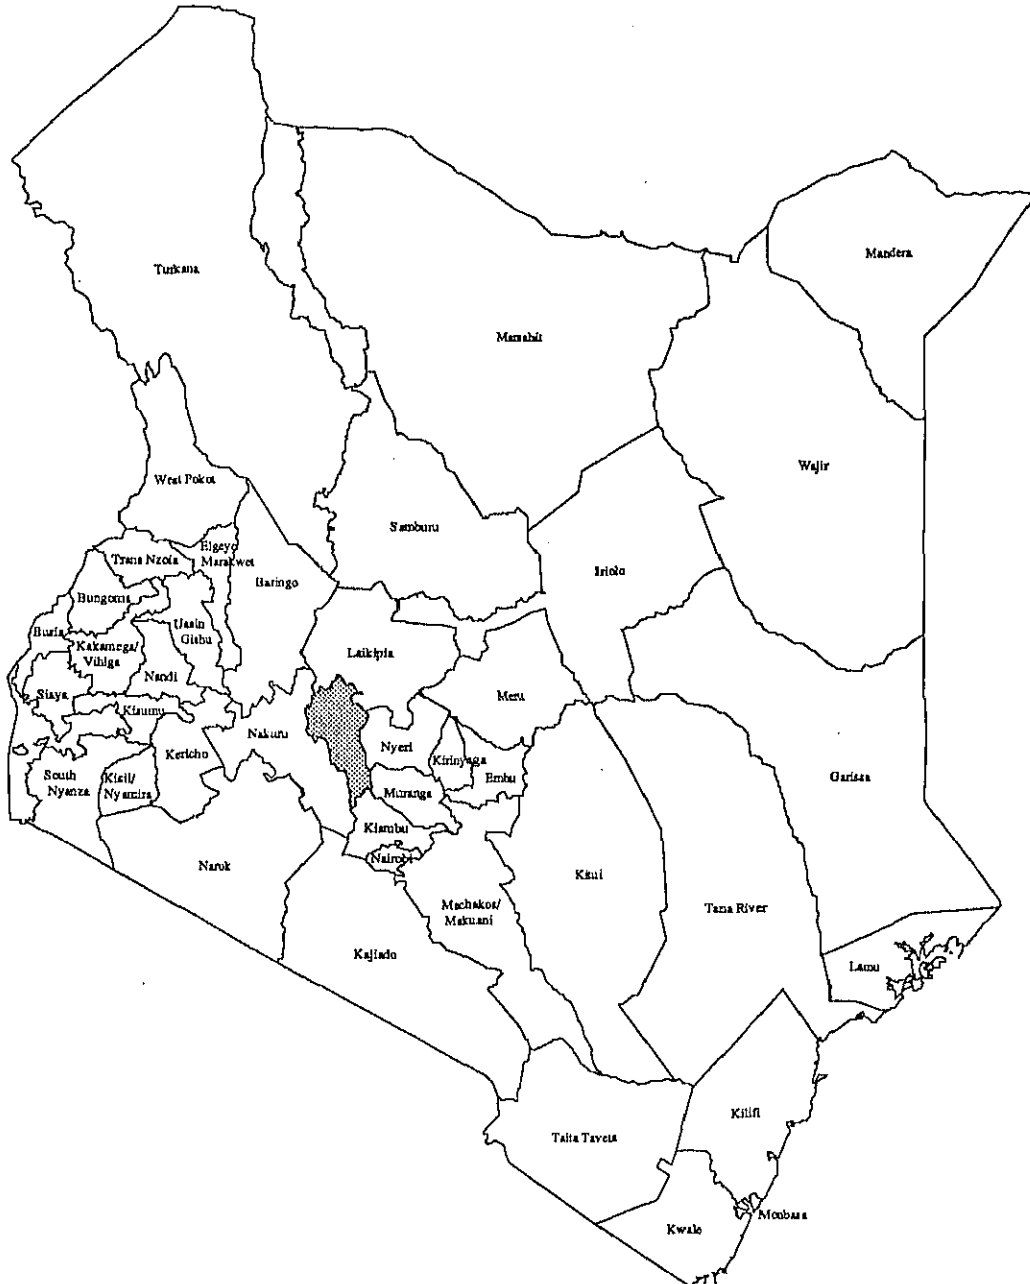 Mandera
Turkana
Marsabit
Wajir
West Pokot
Samburu
Elgeyo
Marakwet
Trans Nzoia
Isiolo
Baringo
Bungoma
Uasin
Gishu
Busia
Kakamega/
Vihiga
Laikipia
Nandi
Meru
Siaya
Kisumu
Nakuru
Nyeri
Kericho
Kirinyaga
South
Nyanza
Kisii/
Nyamira
Embu
Garissa
Muranga
Kiambu
Nairobi
Narok
Kitui
Machakos/
Makuani
Tana River
Kajiado
Lamu
Kilifi
Taita Taveta
Mombasa
Kwale